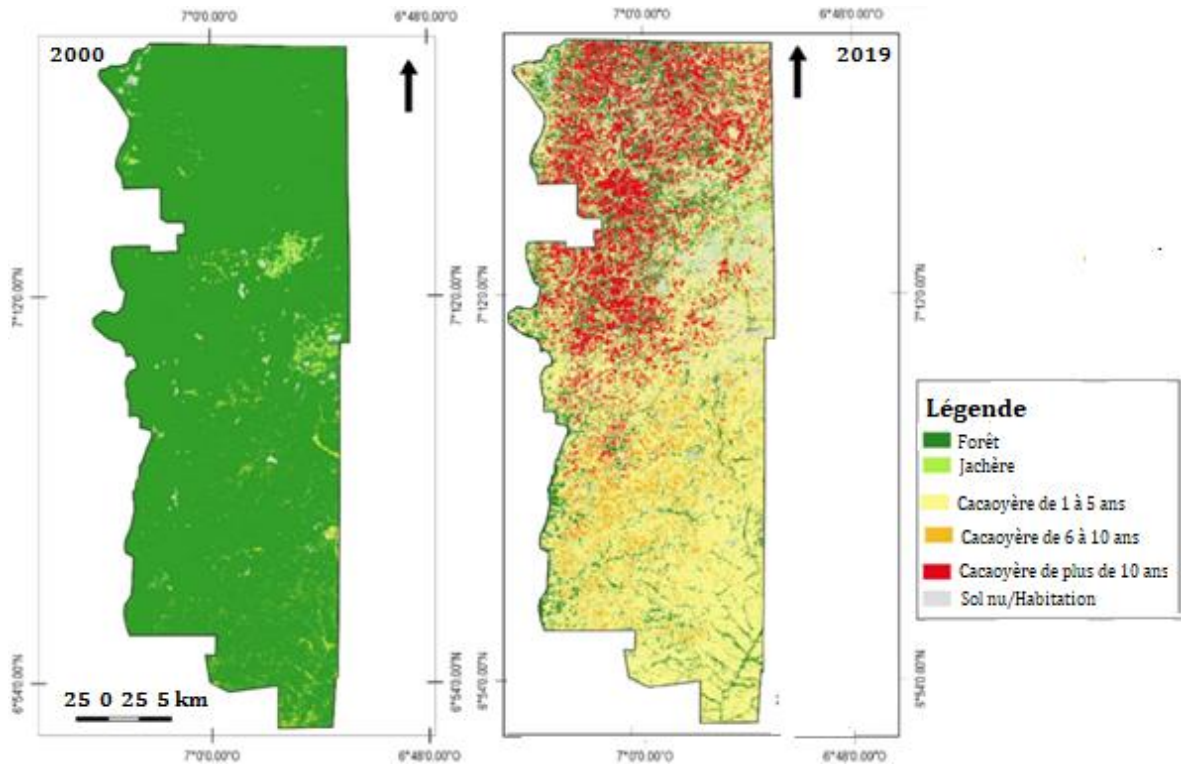 7°0'0.00"O
6°48'0.00"O
7°0'0.00"O
6°48'0.00"O
2000
2019
7°12'0.00"N
7°12'0.00"N
7°12'0.00"N
7°12'0.00"N
Légende
Forêt
Jachère
Cacaoyère de 1 à 5 ans
Cacaoyère de 6 à 10 ans
Cacaoyère de plus de 10 ans
Sol nu/Habitation
6°54'0.00"N
6°54'0.00"N
6°54'0.00"N
25 0 25 5 km
7°0'0.00"O
6°48'0.00"O
7°0'0.00"O
6°48'0.00"O